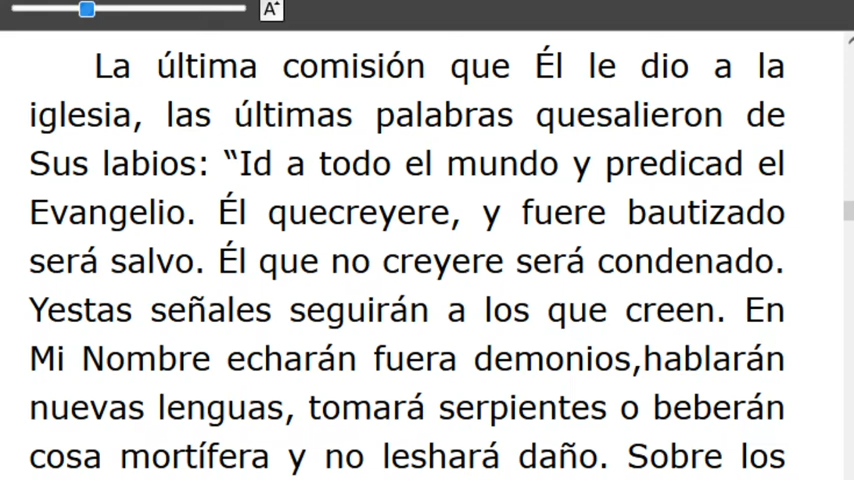 A
La última comisión que Él le dio a la
iglesia, las últimas palabras quesalieron de
Sus labios: “Id a todo el mundo y predicad el
Evangelio. Él quecreyere, y fuere bautizado
será salvo. Él que no creyere será condenado.
Yestas señales seguirán a los que creen. En
Mi Nombre echarán fuera demonios,hablarán
nuevas lenguas, tomará serpientes o beberán
cosa mortífera y no leshará daño. Sobre los